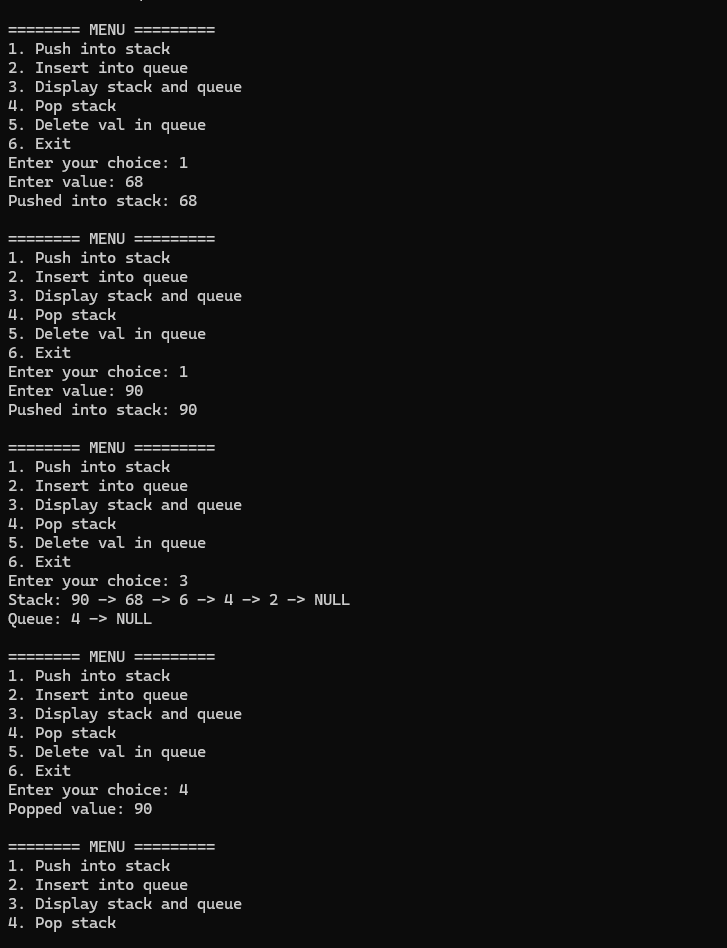 ======== MENU =========
1. Push into stack
2. Insert into queue
3. Display stack and queue
4. Pop stack
5. Delete val in queue
6. Exit
Enter your choice: 1
Enter value: 68
Pushed into stack: 68
======== MENU =========
1. Push into stack
2. Insert into queue
3. Display stack and queue
4. Pop stack
5. Delete val in queue
6. Exit
Enter your choice: 1
Enter value: 90
Pushed into stack: 90
======== MENU =========
1. Push into stack
2. Insert into queue
3. Display stack and queue
4. Pop stack
5. Delete val in queue
6. Exit
Enter your choice: 3
Stack: 90 -> 68 -> 6 -> 4 -> 2 -> NULL
Queue: 4 -> NULL
======== MENU =========
1. Push into stack
2. Insert into queue
3. Display stack and queue
4. Pop stack
5. Delete val in queue
6. Exit
Enter your choice: 4
Popped value: 90
======== MENU =========
1. Push into stack
2. Insert into queue
3. Display stack and queue
4. Pop stack